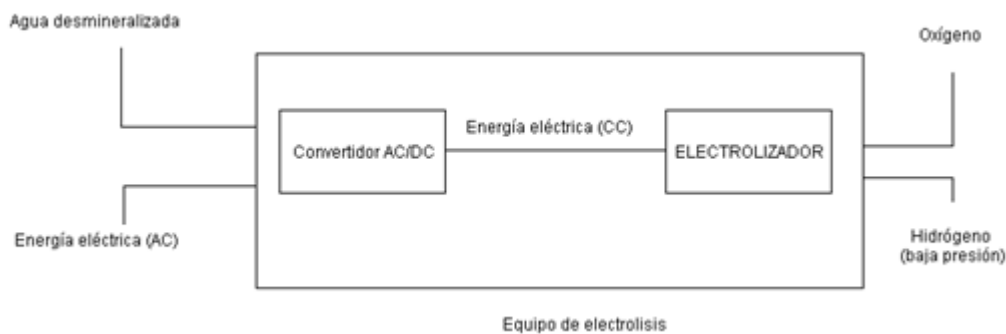 Agua desmineralizada
Oxígeno
Energía eléctrica (CC)
Convertidor AC/DC
ELECTROLIZADOR
Energía eléctrica (AC)
Hidrógeno
(baja presión)
Equipo de electrolisis